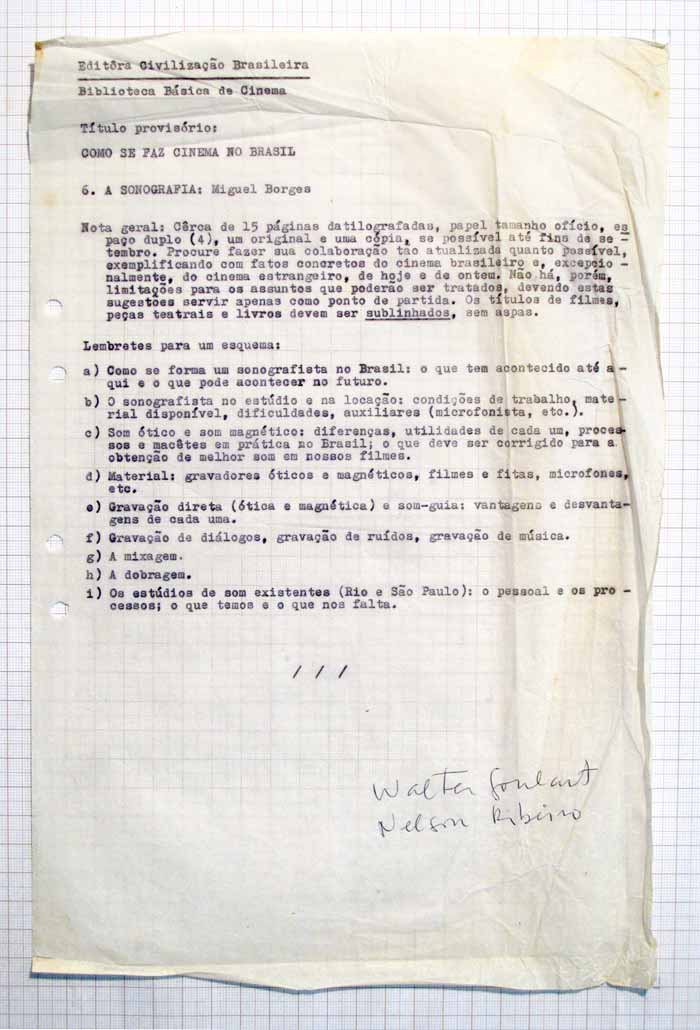 Editôra Civilização Brasileira
Biblioteca Básica de Cinema
Título provisório:
COMO SE FAZ CINEMA NO BRASIL
6. A SONOGRAFIA: Miguel Borges
Nota geral: Cêrca de 15 páginas datilografadas, papel tamanho ofício, es
paço duplo (4), um original e uma cópia, se possível até fins de se -
tembro. Procure fazer sua colaboração tao atualizada quanto possível,
exemplificando com fatos concretos do cinema brasileiro e, excepcio -
nalmente, do cinema estrangeiro, de hoje e de ontem. Não há, porém,
limitações para os assuntos que poderão ser tratados, devendo estas
sugestões servir apenas como ponto de partida. Os títulos de filmes,
peças teatrais e livros devem ser sublinhados, sem aspas.
Lembretes para um esquema:
a) Como se forma um sonografista no Brasil: o que tem acontecido até a -
qui e o que pode acontecer no futuro.
b) O sonografista no estúdio e na locação: condições de trabalho, mate -
rial disponível, dificuldades, auxiliares (microfonista, etc.).
c) Som ótico e som magnético: diferenças, utilidades de cada um, proces-
sos e macêtes em prática no Brasil; o que deve ser corrigido para a
obtenção de melhor som em nossos filmes.
d) Material: gravadores óticos e magnéticos, filmes e fitas, microfones,
etc.
e) Gravação direta (ótica e magnética) e som-guia: vantagens e desvanta-
gens de cada uma.
f) Gravação de diálogos, gravação de ruídos, gravação de música.
g) A mixagem.
h) A dobragem.
i) Os estúdios de som existentes (Rio e São Paulo): o pessoal e os pro -
cessos; o que temos e o que nos falta.
/ / /
Walter Goulart
Nelson Ribeiro